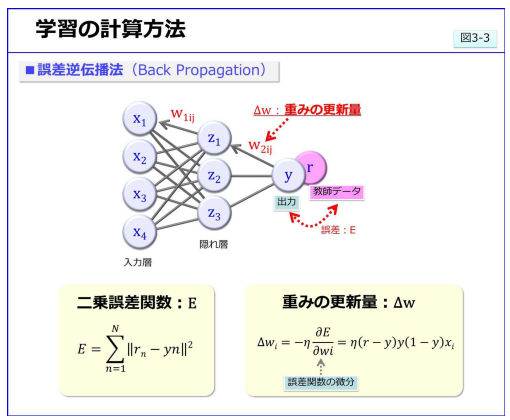 学習の計算方法
図3-3
■誤差逆伝播法（Back Propagation）
Δw：重みの更新量
x1
w1ij
z1
w2ij
x2
z2
y
r
x3
教師データ
出力
z3
x4
誤差：E
隠れ層
入力層
二乗誤差関数：E
E = \sum_{n=1}^{N} ‖r_n − yn‖^2
重みの更新量：Δw
Δw_i = −η ∂E/∂wi = η(r − y)y(1 − y)x_i
誤差関数の微分